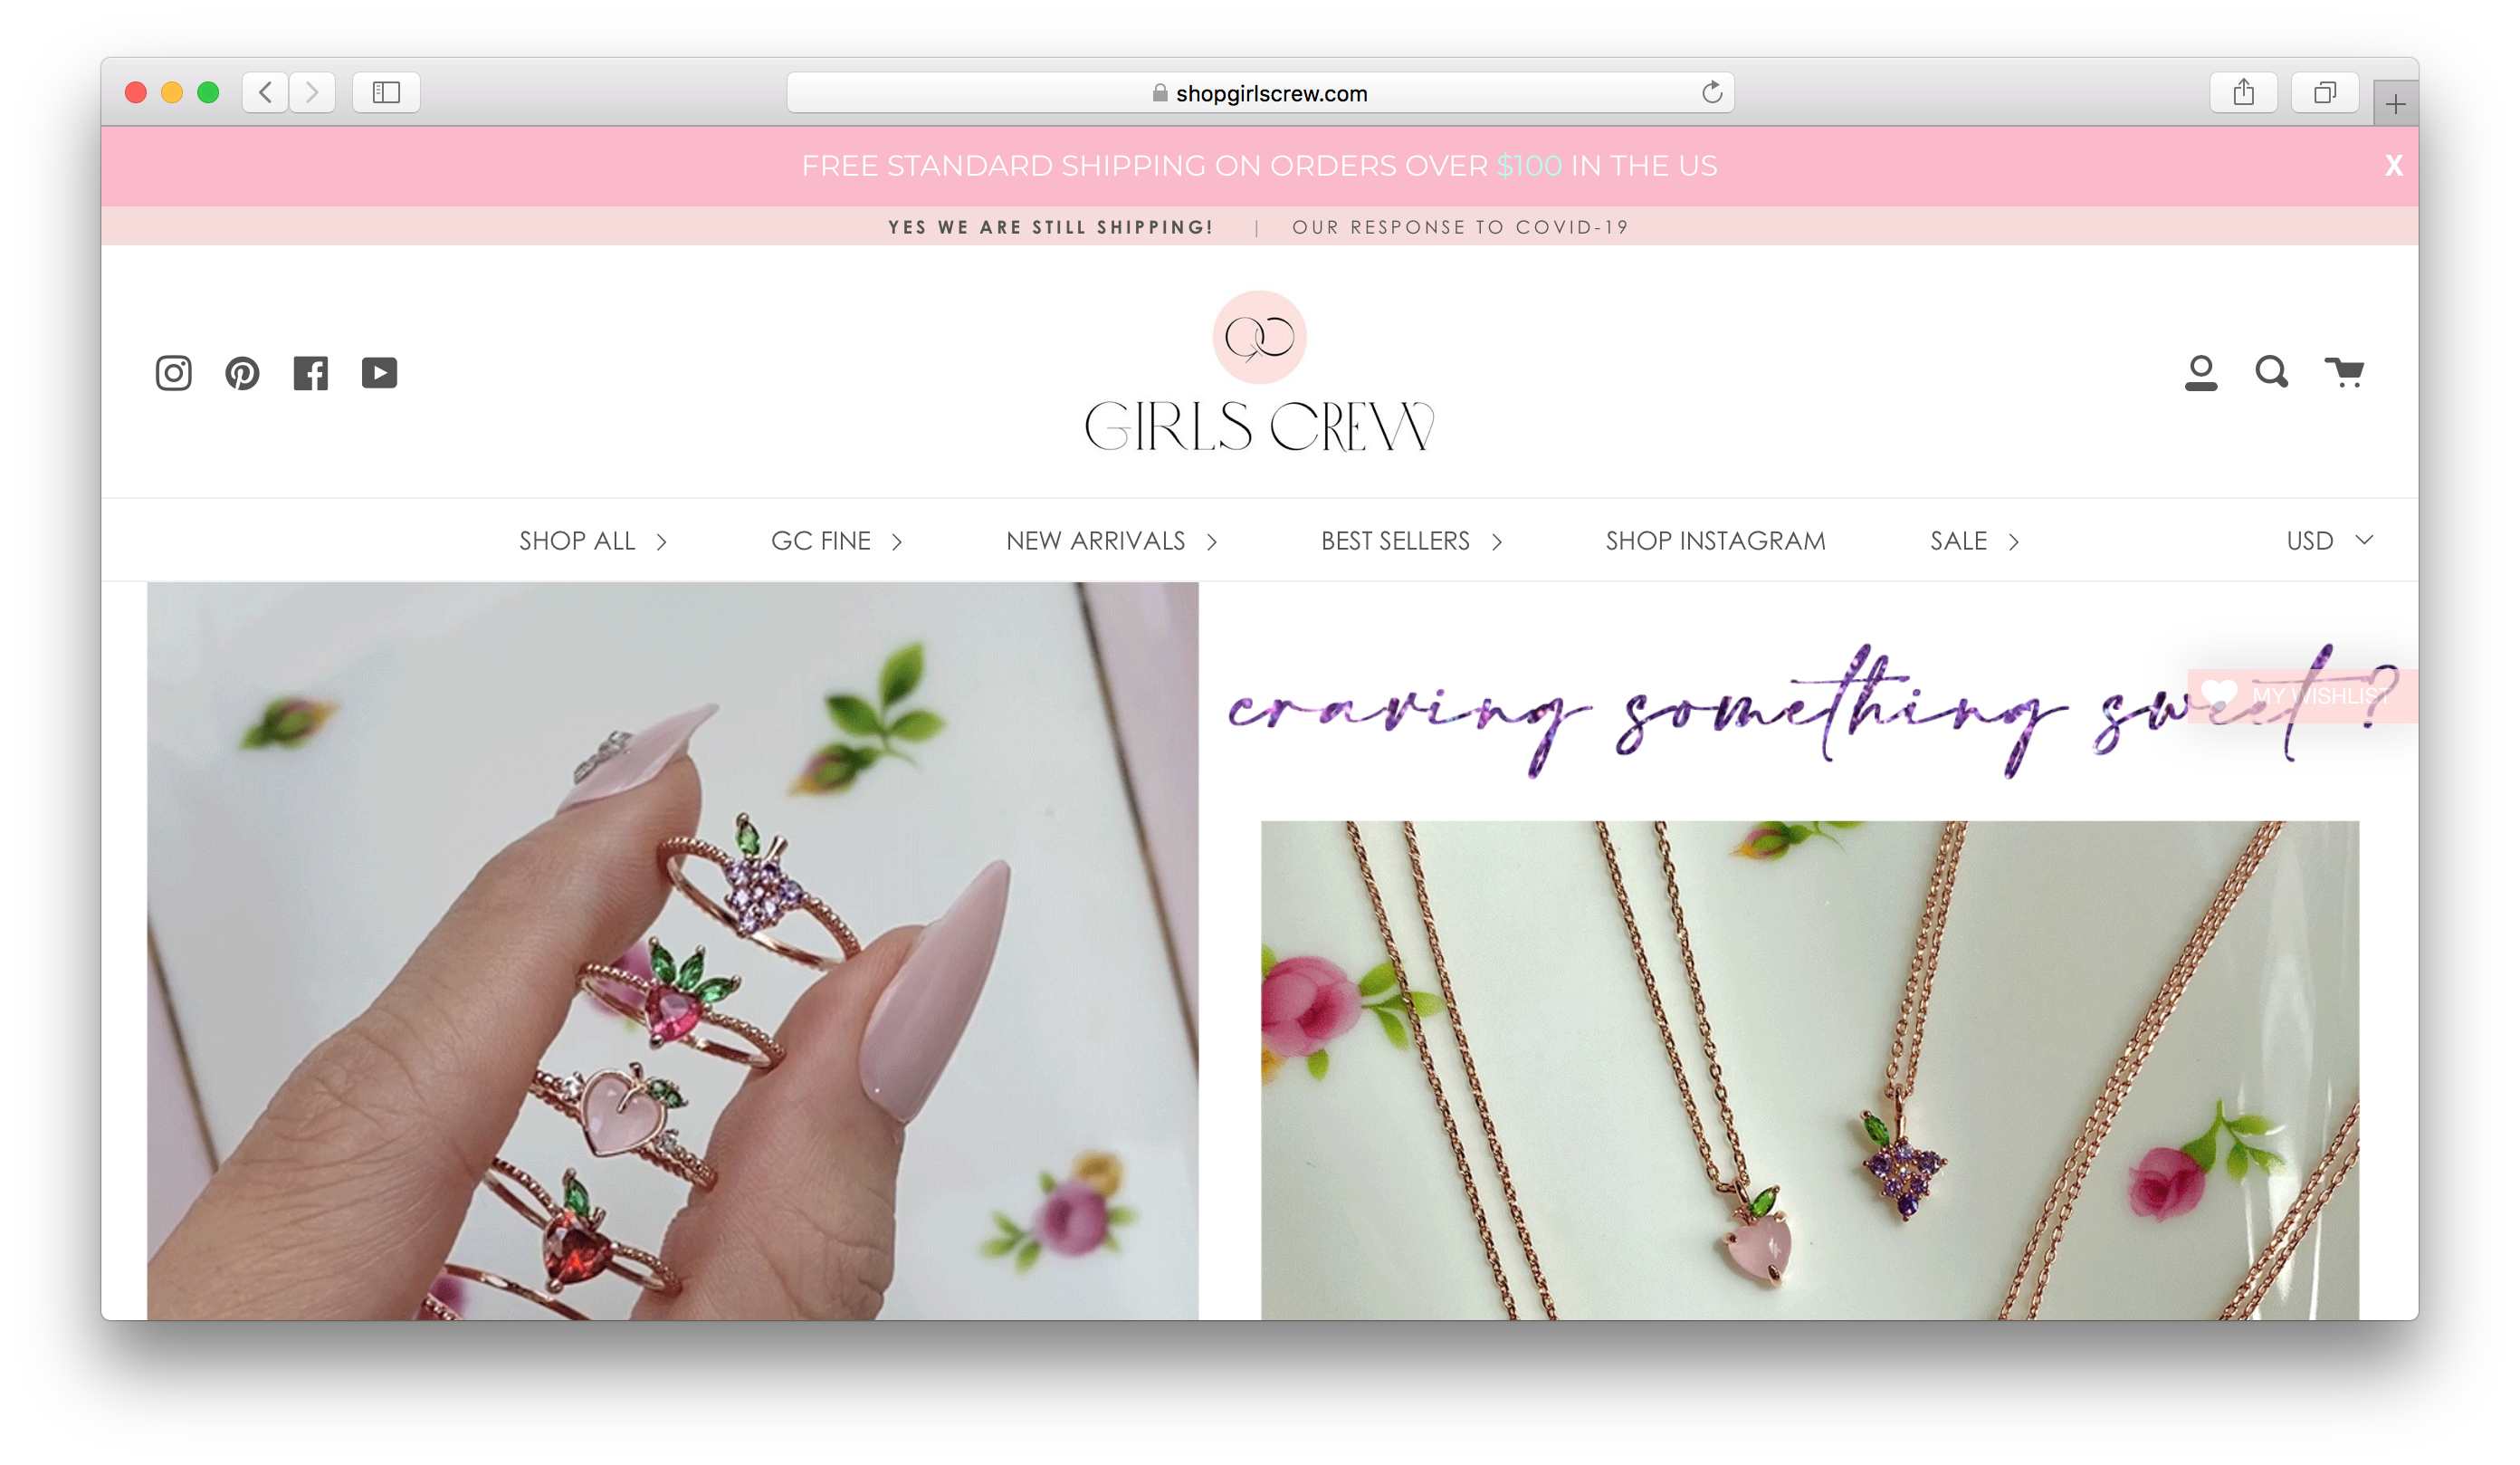 shopgirlscrew.com
FREE STANDARD SHIPPING ON ORDERS OVER $100 IN THE US
X
YES WE ARE STILL SHIPPING! | OUR RESPONSE TO COVID-19
GC
GIRLS CREW
SHOP ALL
GC FINE
NEW ARRIVALS
BEST SELLERS
SHOP INSTAGRAM
SALE
USD
craving something sweet?
MY WISHLIST